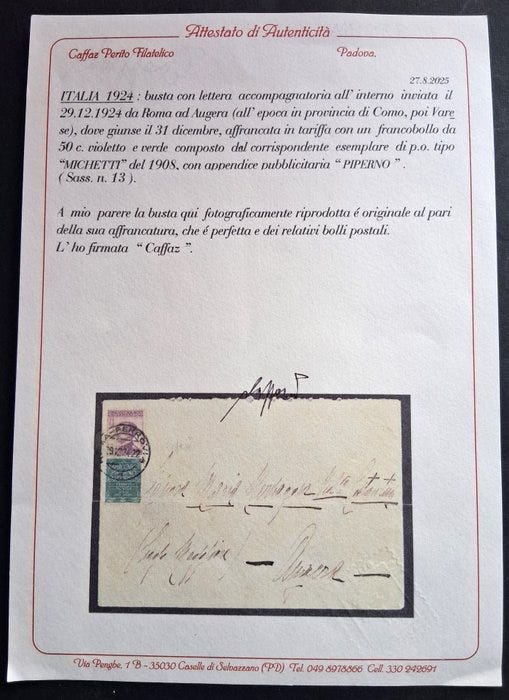 Attestato di Autenticità
Caffaz Perito Filatelico Padova.
27.8.2025
ITALIA 1924 : busta con lettera accompagnatoria all' interno inviata il
29.12.1924 da Roma ad Augera (all' epoca in provincia di Como, poi Vare
se), dove giunse il 31 dicembre, affrancata in tariffa con un francobollo da
50 c. violetto e verde composto dal corrispondente esemplare di p.o. tipo
"MICHETTI" del 1908, con appendice pubblicitaria " PIPERNO " .
( Sass. n. 13 ).
A mio parere la busta qui fotograficamente riprodotta é originale al pari
della sua affrancatura, che é perfetta e dei relativi bolli postali.
L' ho firmata " Caffaz ".
Maria
Via Pengbe, 1 B - 35030 Caselle di Selvazzano (PD) Tel. 049 8978866 Cell. 330 242691